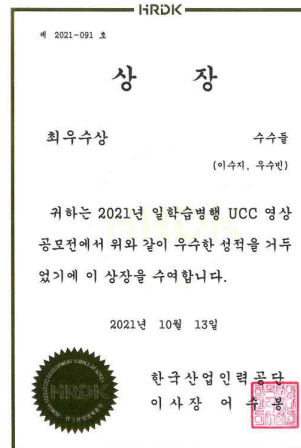 HRDK
제 2021-091 호
상 장
최우수상 수수들
(이수지, 우수빈)
귀하는 2021년 일학습병행 UCC 영상
공모전에서 위와 같이 우수한 성적을 거두
었기에 이 상장을 수여합니다.
2021년 10월 13일
한국산업인력공단
이사장 어수봉
HRDK